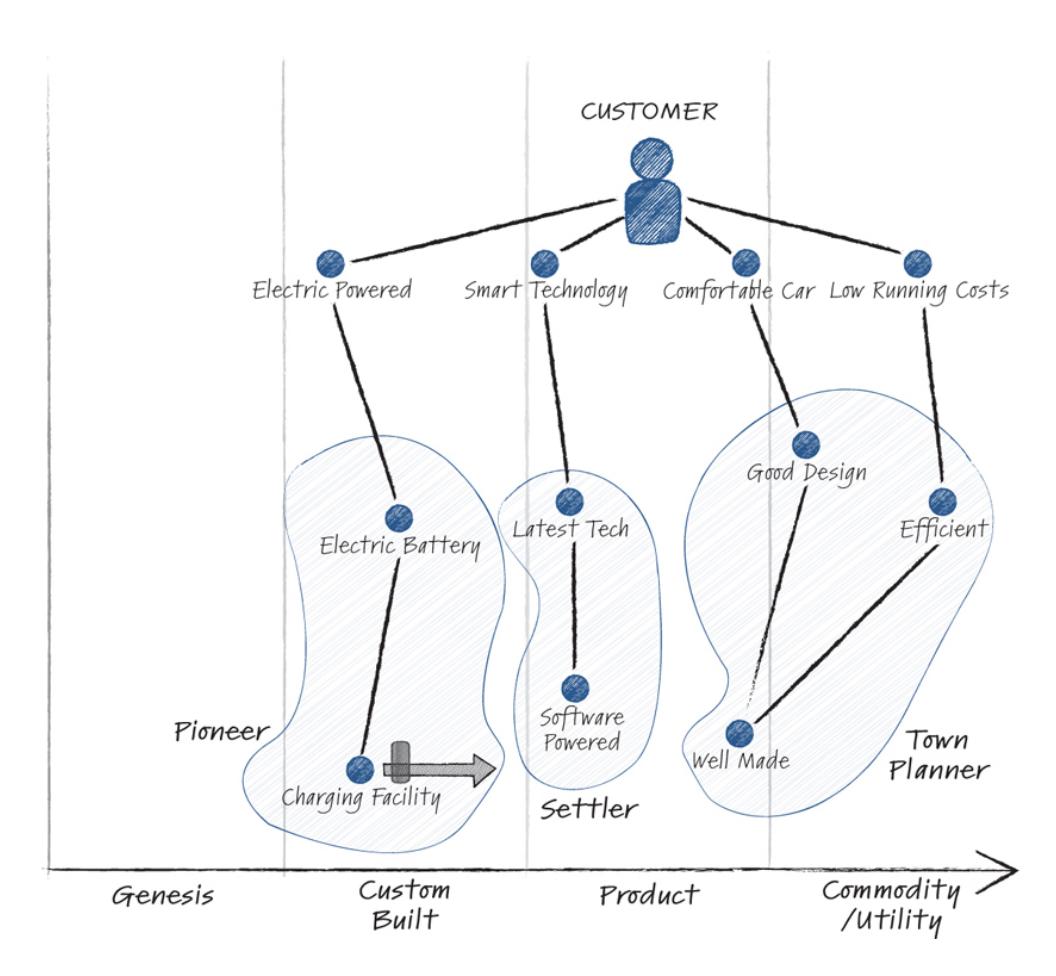 CUSTOMER
Electric Powered
Smart Technology
Comfortable Car
Low Running Costs
Good Design
Electric Battery
Latest Tech
Efficient
Software
Powered
Pioneer
Well Made
Town
Planner
Charging Facility
Settler
Genesis
Custom
Built
Product
Commodity
/Utility